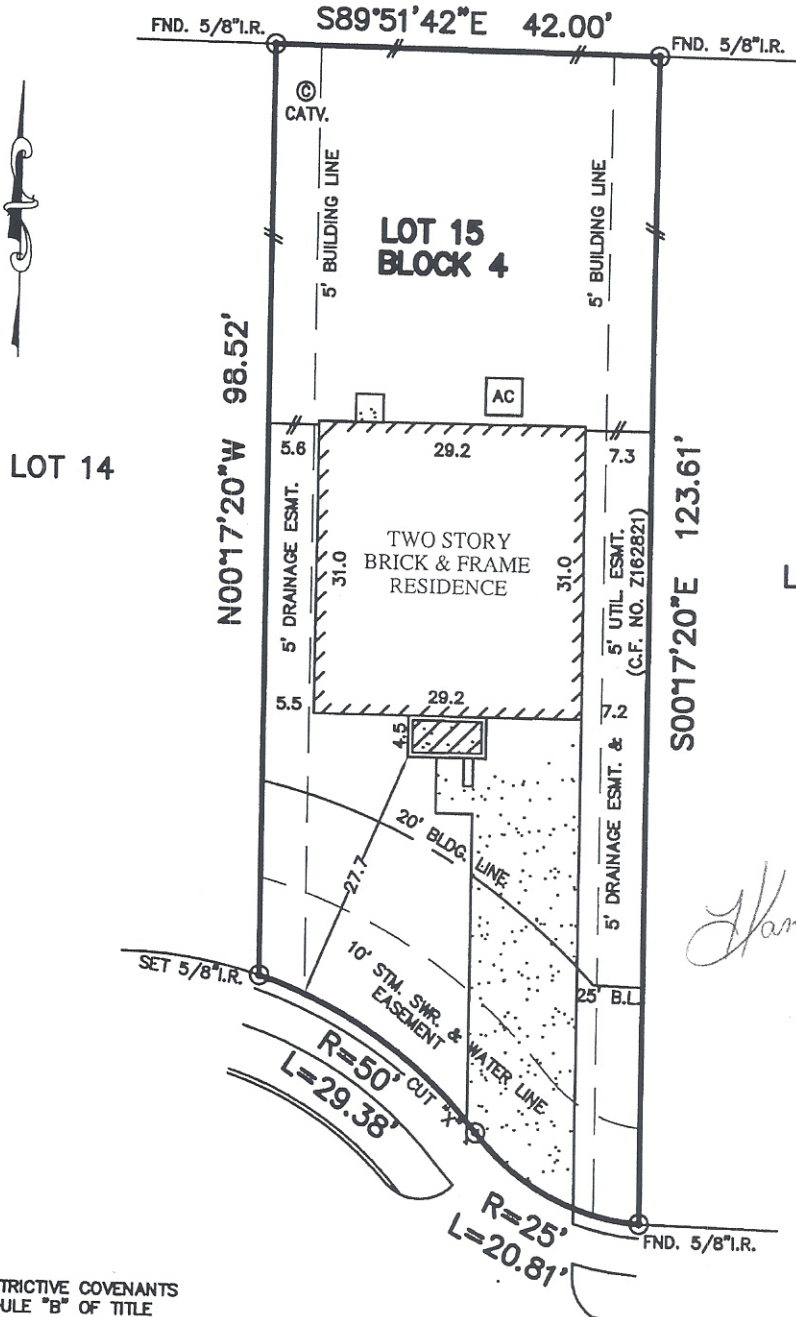 S89°51'42"E 42.00'
FND. 5/8"I.R.
FND. 5/8"I.R.
© CATV.
5' BUILDING LINE
5' BUILDING LINE
LOT 15
BLOCK 4
AC
N00°17'20"W 98.52'
LOT 14
5.6
29.2
7.3
5' DRAINAGE ESMT.
31.0
TWO STORY
BRICK & FRAME
RESIDENCE
31.0
5' UTIL ESMT.
(C.F. NO. Z162821)
S00°17'20"E 123.61'
L
5.5
29.2
7.2
4.5
5' DRAINAGE ESMT. &
20' BLDG. LINE
27.7
SET 5/8"I.R.
10' STM. SWR. & WATER LINE
EASEMENT
25' B.L.
R=50'
L=29.38'
CUT "X"
R=25'
L=20.81'
FND. 5/8"I.R.
TRICTIVE COVENANTS
ULE "B" OF TITLE